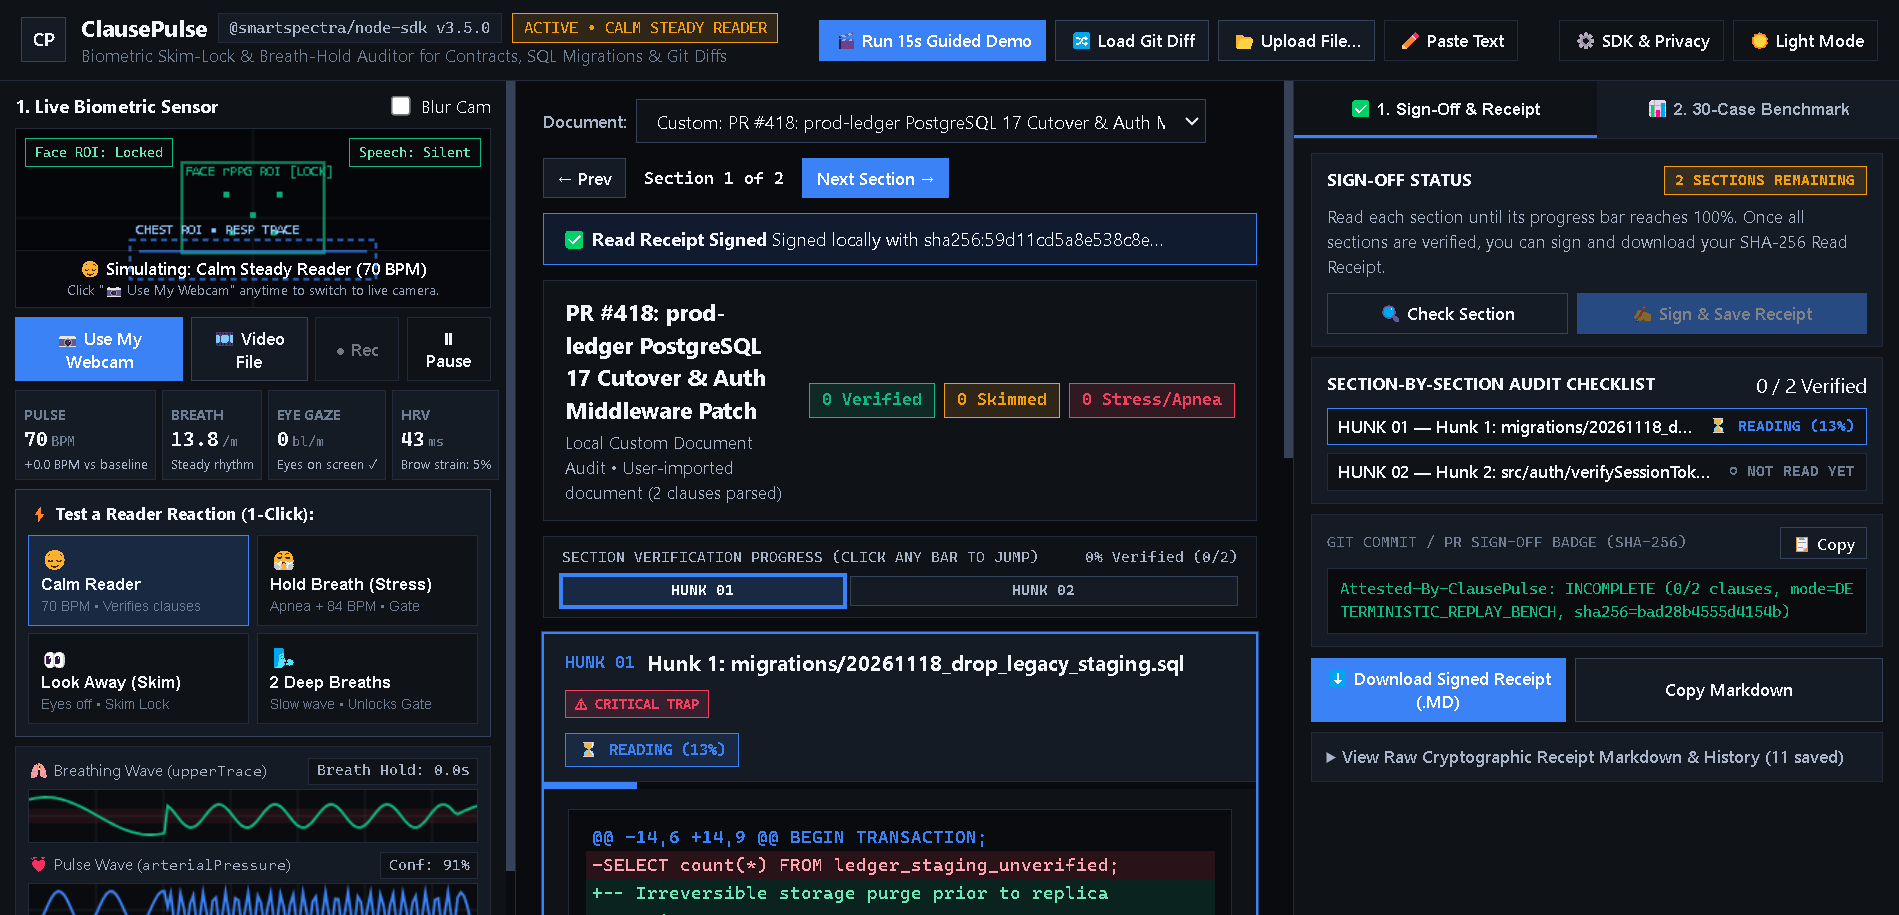 CP
ClausePulse
@smartspectra/node-sdk v3.5.0
ACTIVE • CALM STEADY READER
Biometric Skim-Lock & Breath-Hold Auditor for Contracts, SQL Migrations & Git Diffs
Run 15s Guided Demo
Load Git Diff
Upload File...
Paste Text
SDK & Privacy
Light Mode
1. Live Biometric Sensor
Blur Cam
Face ROI: Locked
Speech: Silent
FACE rPPG ROI [LOCK]
CHEST ROI • RESP TRACE
Simulating: Calm Steady Reader (70 BPM)
Click "📷 Use My Webcam" anytime to switch to live camera.
Use My
Webcam
Video
File
● Rec
⏸
Pause
PULSE
70 BPM
+0.0 BPM vs baseline
BREATH
13.8 /m
Steady rhythm
EYE GAZE
0 bl/m
Eyes on screen ✓
HRV
43 ms
Brow strain: 5%
Test a Reader Reaction (1-Click):
Calm Reader
70 BPM • Verifies clauses
Hold Breath (Stress)
Apnea + 84 BPM • Gate
Look Away (Skim)
Eyes off • Skim Lock
2 Deep Breaths
Slow wave • Unlocks Gate
Breathing Wave (upperTrace)
Breath Hold: 0.0s
Pulse Wave (arterialPressure)
Conf: 91%
Document:
Custom: PR #418: prod-ledger PostgreSQL 17 Cutover & Auth
← Prev
Section 1 of 2
Next Section →
Read Receipt Signed Signed locally with sha256:59d11cd5a8e538c8e...
PR #418: prod-
ledger PostgreSQL
17 Cutover & Auth
Middleware Patch
Local Custom Document
Audit • User-imported
document (2 clauses parsed)
0 Verified
0 Skimmed
0 Stress/Apnea
SECTION VERIFICATION PROGRESS (CLICK ANY BAR TO JUMP)
0% Verified (0/2)
HUNK 01
HUNK 02
HUNK 01 Hunk 1: migrations/20261118_drop_legacy_staging.sql
⚠ CRITICAL TRAP
⏳ READING (13%)
@@ -14,6 +14,9 @@ BEGIN TRANSACTION;
-SELECT count(*) FROM ledger_staging_unverified;
+-- Irreversible storage purge prior to replica
1. Sign-Off & Receipt
2. 30-Case Benchmark
SIGN-OFF STATUS
2 SECTIONS REMAINING
Read each section until its progress bar reaches 100%. Once all
sections are verified, you can sign and download your SHA-256 Read
Receipt.
Check Section
Sign & Save Receipt
SECTION-BY-SECTION AUDIT CHECKLIST
0 / 2 Verified
HUNK 01 — Hunk 1: migrations/20261118_d...
⏳ READING (13%)
HUNK 02 — Hunk 2: src/auth/verifySessionTok...
○ NOT READ YET
GIT COMMIT / PR SIGN-OFF BADGE (SHA-256)
Copy
Attested-By-ClausePulse: INCOMPLETE (0/2 clauses, mode=DE
TERMINISTIC_REPLAY_BENCH, sha256=bad28b4555d4154b)
Download Signed Receipt
(.MD)
Copy Markdown
▶ View Raw Cryptographic Receipt Markdown & History (11 saved)